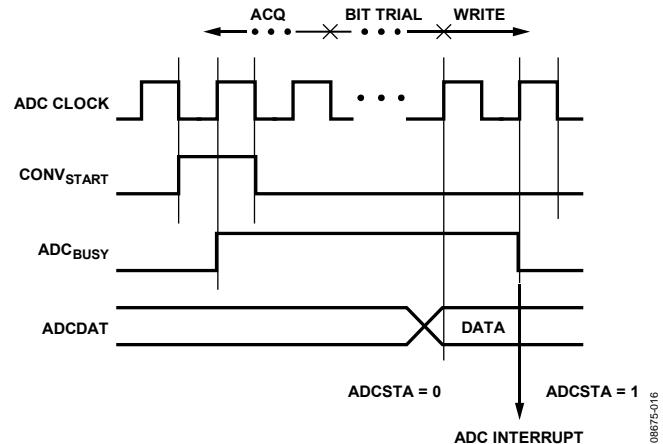 ACQ BIT TRIAL WRITE
ADC CLOCK
CONVSTART
ADCBUSY
ADCDAT DATA
ADCSTA = 0 ADCSTA = 1
ADC INTERRUPT
08675-016